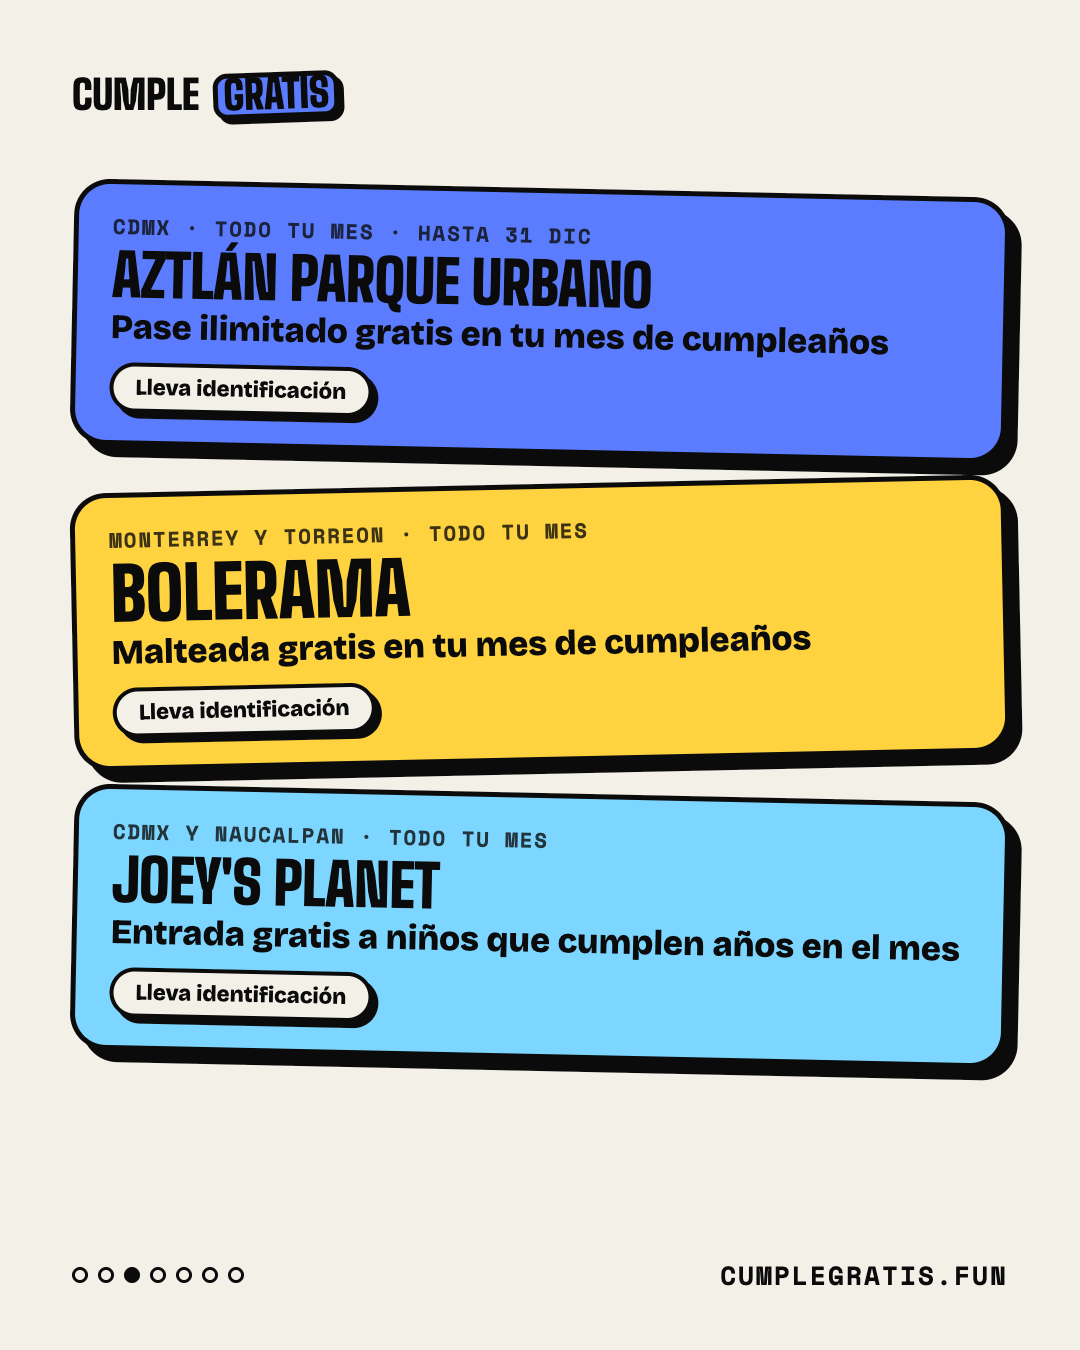 CUMPLE GRATIS
CDMX · TODO TU MES · HASTA 31 DIC
AZTLÁN PARQUE URBANO
Pase ilimitado gratis en tu mes de cumpleaños
Lleva identificación
MONTERREY Y TORREON · TODO TU MES
BOLERAMA
Malteada gratis en tu mes de cumpleaños
Lleva identificación
CDMX Y NAUCALPAN · TODO TU MES
JOEY'S PLANET
Entrada gratis a niños que cumplen años en el mes
Lleva identificación
CUMPLEGRATIS.FUN